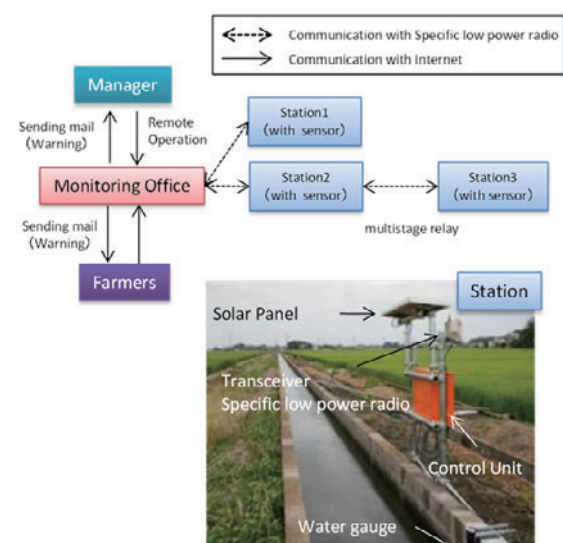 Communication with Specific low power radio
Communication with Internet
Manager
Sending mail
(Warning)
Remote
Operation
Monitoring Office
Station1
(with sensor)
Station2
(with sensor)
Station3
(with sensor)
multistage relay
Sending mail
(Warning)
Farmers
Station
Solar Panel
Transceiver
Specific low power radio
Control Unit
Water gauge